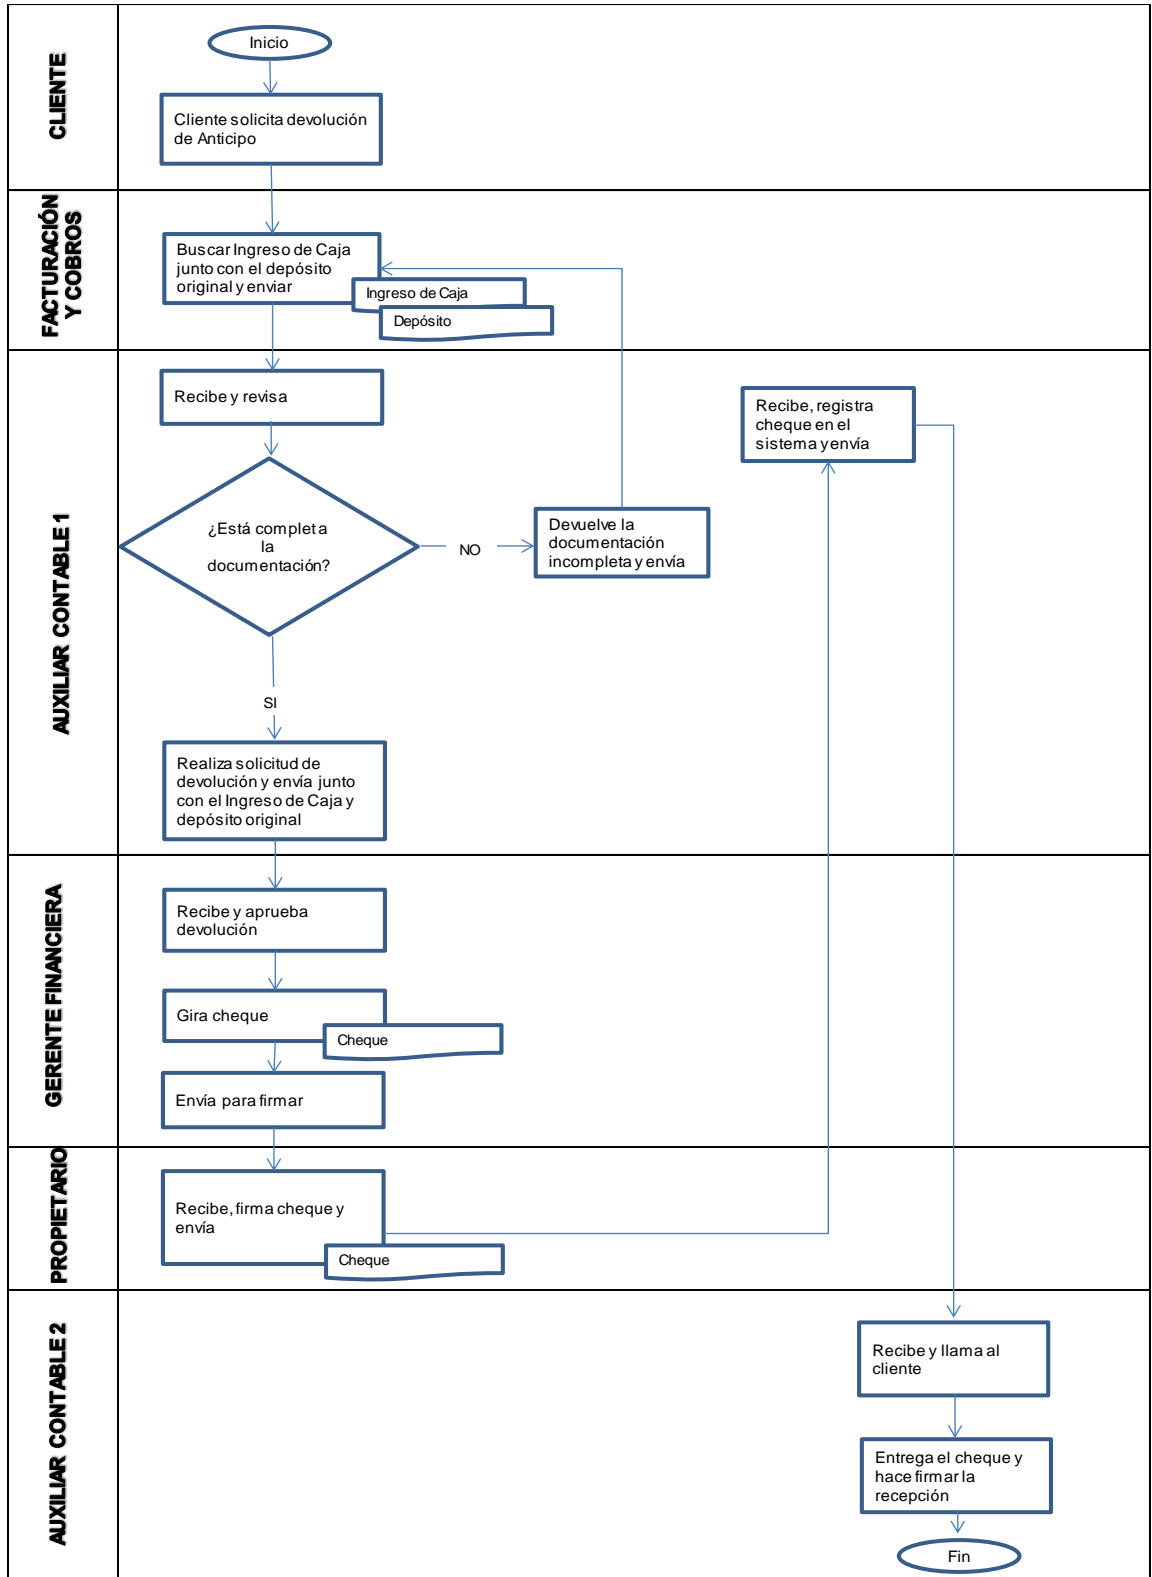 CLIENTE
Inicio
Cliente solicita devolución
de Anticipo
FACTURACIÓN
Y COBROS
Buscar Ingreso de Caja
junto con el depósito
original y enviar
Ingreso de Caja
Depósito
AUXILIAR CONTABLE 1
Recibe y revisa
¿Está completa
la
documentación?
NO
Devuelve la
documentación
incompleta y envía
Recibe, registra
cheque en el
sistema y envía
SI
Realiza solicitud de
devolución y envía junto
con el Ingreso de Caja y
depósito original
GERENTE FINANCIERA
Recibe y aprueba
devolución
Gira cheque
Cheque
Envía para firmar
PROPIETARIO
Recibe, firma cheque y
envía
Cheque
AUXILIAR CONTABLE 2
Recibe y llama al
cliente
Entrega el cheque y
hace firmar la
recepción
Fin